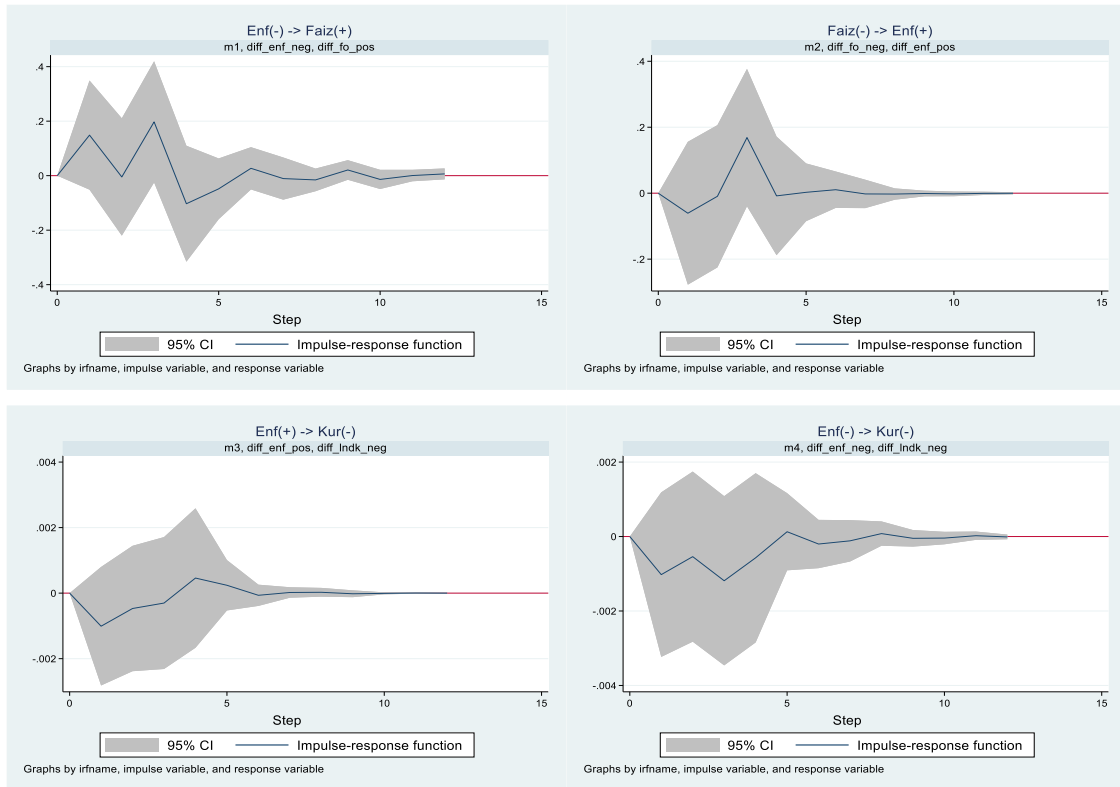 Enf(-) -> Faiz(+)
m1, diff_enf_neg, diff_fo_pos
.4
.2
0
-.2
-.4
0 5 10 15
Step
95% CI Impulse-response function
Graphs by irfname, impulse variable, and response variable
Faiz(-) -> Enf(+)
m2, diff_fo_neg, diff_enf_pos
.4
.2
0
-.2
0 5 10 15
Step
95% CI Impulse-response function
Graphs by irfname, impulse variable, and response variable
Enf(+) -> Kur(-)
m3, diff_enf_pos, diff_lndk_neg
.004
.002
0
-.002
0 5 10 15
Step
95% CI Impulse-response function
Graphs by irfname, impulse variable, and response variable
Enf(-) -> Kur(-)
m4, diff_enf_neg, diff_lndk_neg
.002
0
-.002
-.004
0 5 10 15
Step
95% CI Impulse-response function
Graphs by irfname, impulse variable, and response variable